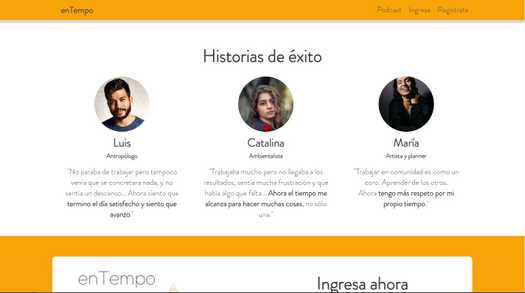 enTempo
Podcast Ingresa Regístrate
Historias de éxito
Luis
Antropólogo
"No paraba de trabajar pero tampoco
veria que se concretara nada, y no
sentía un descanso... Ahora siento que
termino el día satisfecho y siento que
avanzo."
Catalina
Ambientalista
"Trabajaba mucho pero no llegaba a los
resultados, sentía mucha frustración y que
había algo que falta... Ahora el tiempo me
alcanza para hacer muchas cosas, no sólo
una."
María
Artista y planner
"Trabajar en comunidad es como un
coro. Aprender de los otros.
Ahora tengo más respeto por mi
propio tiempo."
enTempo
Ingresa ahora